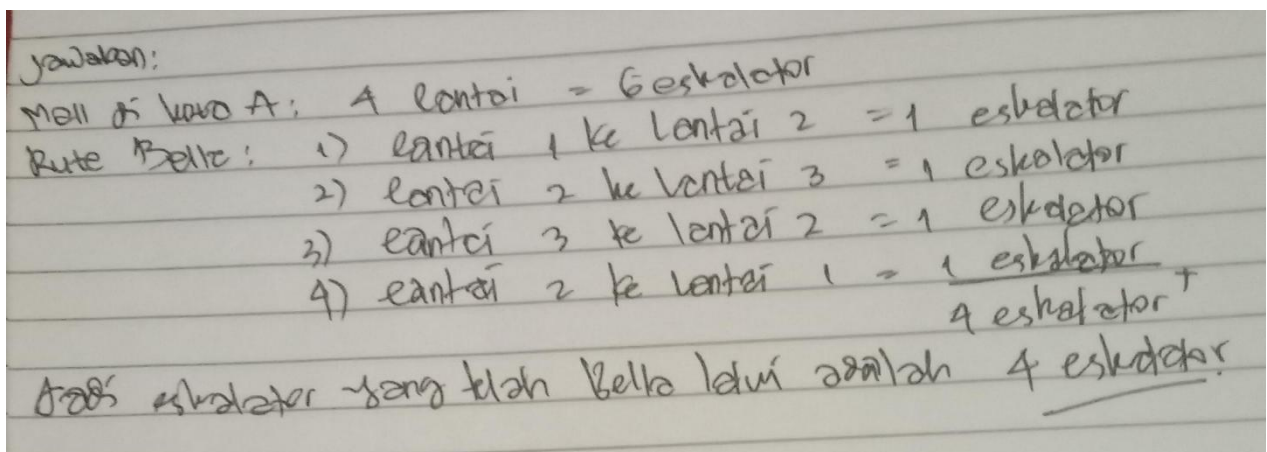 Jawaban:
Mall di kota A: 4 lantai = 6 eskalator
Rute Bella: 1) lantai 1 ke lantai 2 = 1 eskalator
2) lantai 2 ke lantai 3 = 1 eskalator
3) lantai 3 ke lantai 2 = 1 eskalator
4) lantai 2 ke lantai 1 = 1 eskalator +
4 eskalator
Jadi eskalator yang telah Bella lalui adalah 4 eskalator.